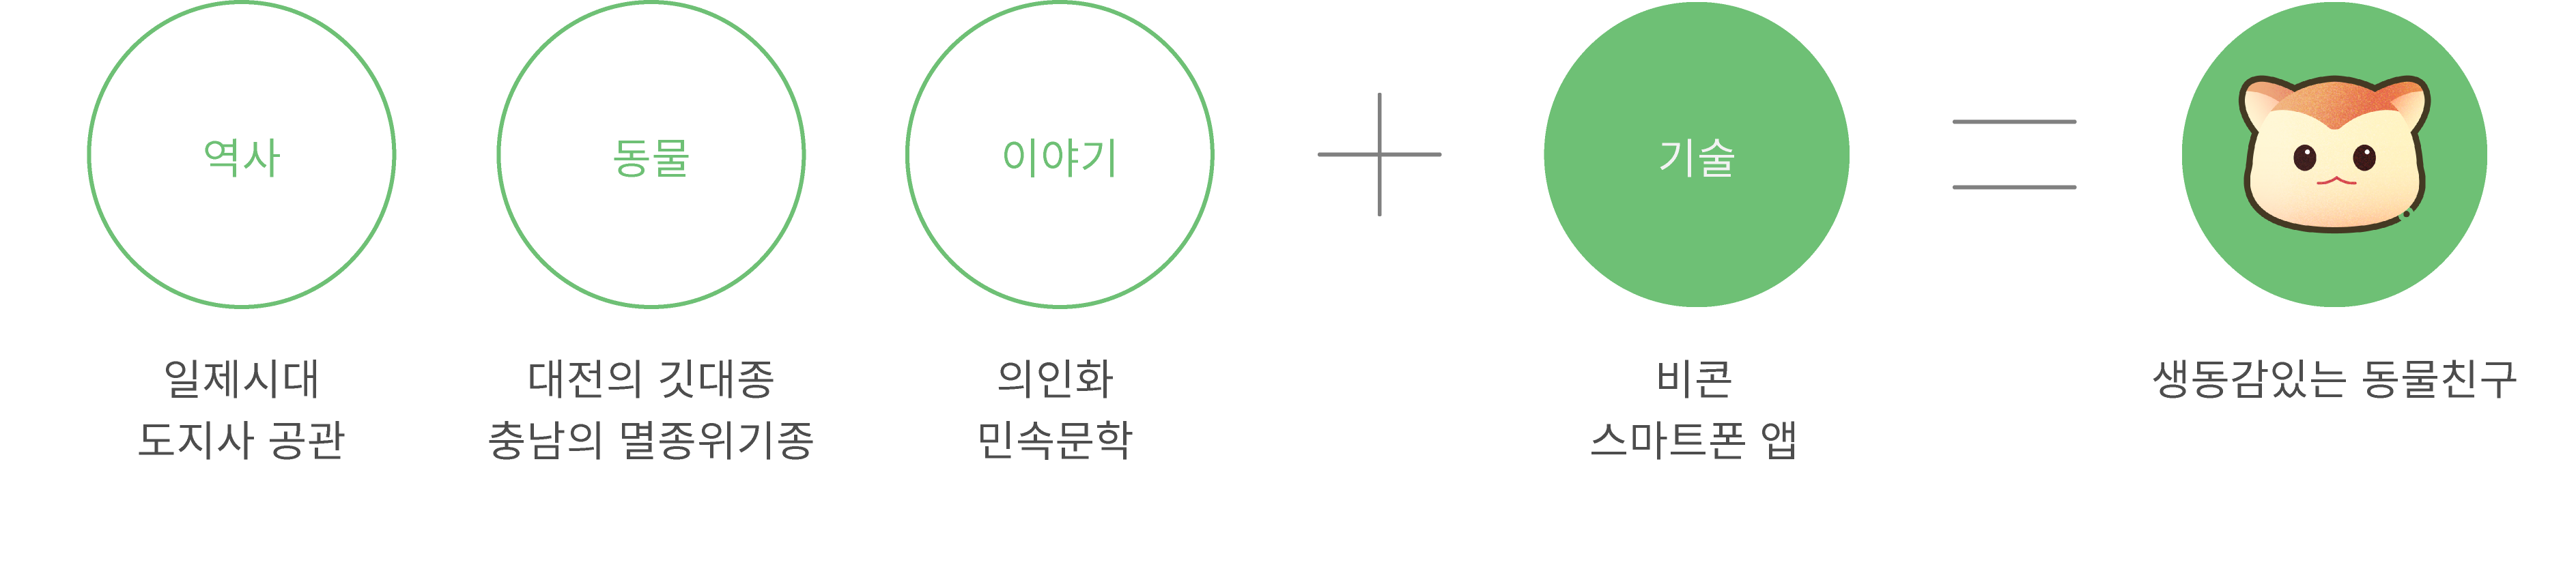 역사
동물
이야기
기술
일제시대
도지사 공관
대전의 깃대종
충남의 멸종위기종
의인화
민속문학
비콘
스마트폰 앱
생동감있는 동물친구